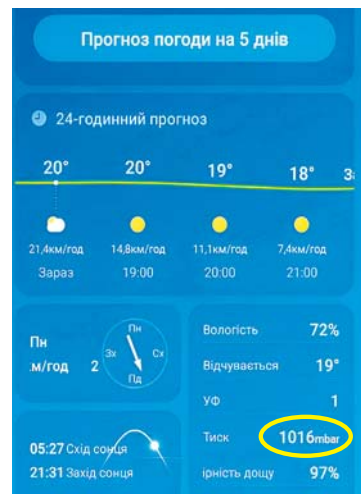 Прогноз погоди на 5 днів
24-годинний прогноз
20° 20° 19° 18° За
21,4км/год 14,8км/год 11,1км/год 7,4км/год
Зараз 19:00 20:00 21:00
Пн
.м/год 2
Пн
Зх Сх
Пд
05:27 Схід сонця
21:31 Захід сонця
Вологість 72%
Відчувається 19°
УФ 1
Тиск 1016mbar
ірність дощу 97%